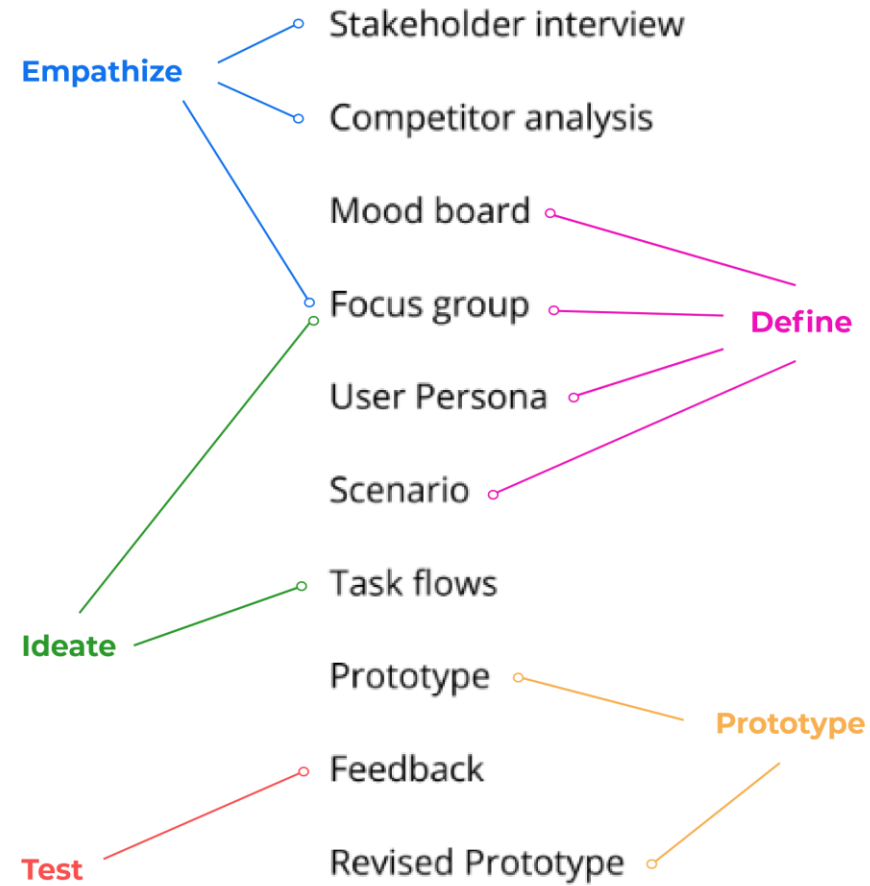 Stakeholder interview
Empathize
Competitor analysis
Mood board
Focus group
Define
User Persona
Scenario
Task flows
Ideate
Prototype
Prototype
Feedback
Revised Prototype
Test